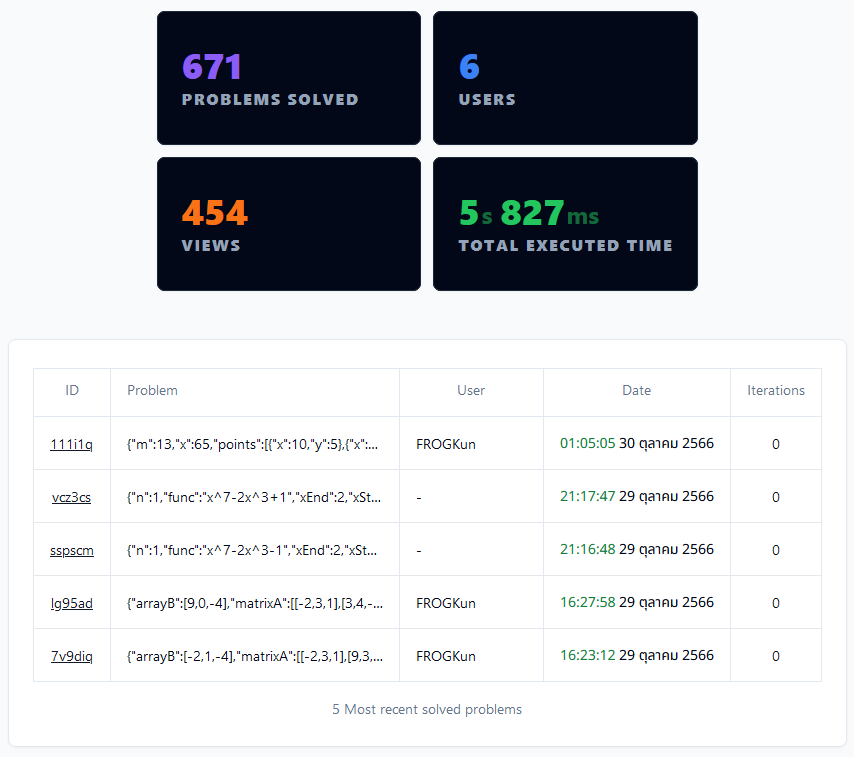 671
PROBLEMS SOLVED
6
USERS
454
VIEWS
5s 827ms
TOTAL EXECUTED TIME
ID Problem User Date Iterations
111i1q {"m":13,"x":65,"points":[{"x":10,"y":5},{"x":... FROGKun 01:05:05 30 ตุลาคม 2566 0
vcz3cs {"n":1,"func":"x^7-2x^3+1","xEnd":2,"xSt... - 21:17:47 29 ตุลาคม 2566 0
sspscm {"n":1,"func":"x^7-2x^3-1","xEnd":2,"xSt... - 21:16:48 29 ตุลาคม 2566 0
lg95ad {"arrayB":[9,0,-4],"matrixA":[[-2,3,1],[3,4,-... FROGKun 16:27:58 29 ตุลาคม 2566 0
7v9diq {"arrayB":[-2,1,-4],"matrixA":[[-2,3,1],[9,3,... FROGKun 16:23:12 29 ตุลาคม 2566 0
5 Most recent solved problems